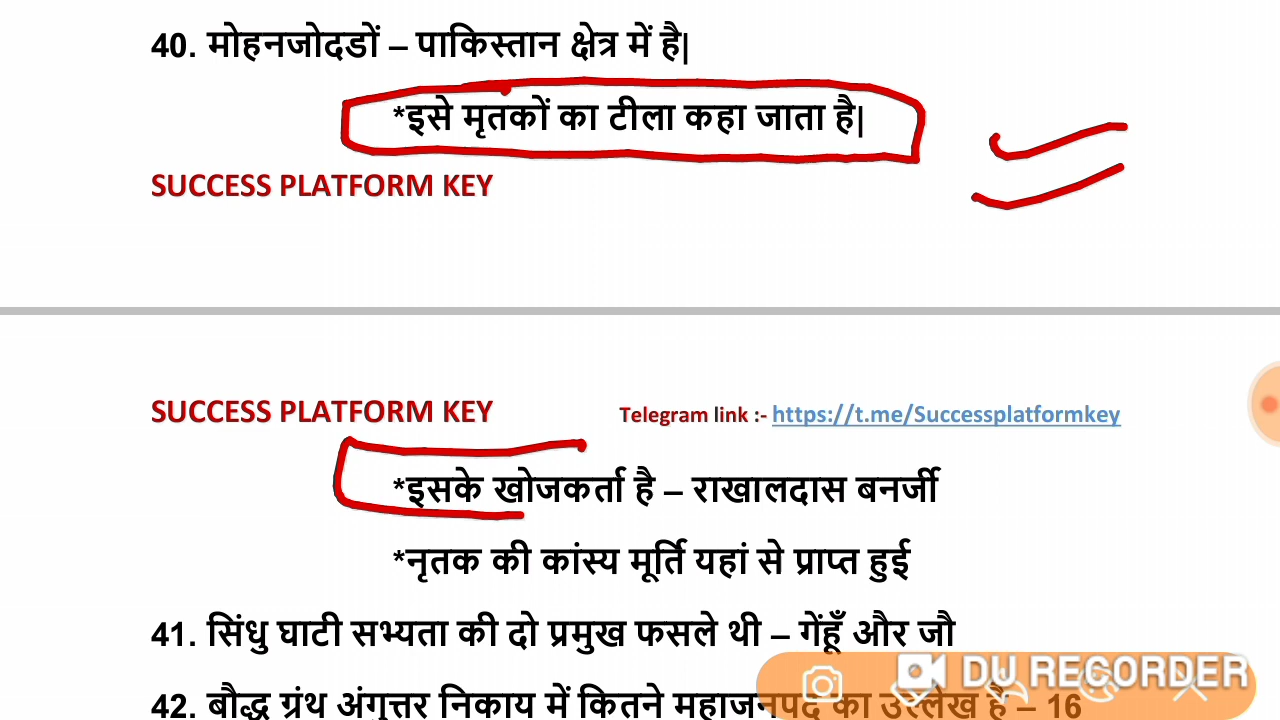 40. मोहनजोदडों – पाकिस्तान क्षेत्र में है|
*इसे मृतकों का टीला कहा जाता है|
SUCCESS PLATFORM KEY
SUCCESS PLATFORM KEY Telegram link :- https://t.me/Successplatformkey
*इसके खोजकर्ता है – राखालदास बनर्जी
*नृतक की कांस्य मूर्ति यहां से प्राप्त हुई
41. सिंधु घाटी सभ्यता की दो प्रमुख फसले थी – गेंहूँ और जौ
DU RECORDER
42. बौद्ध ग्रंथ अंगुत्तर निकाय में कितने महाजनपद का उल्लेख है – 16